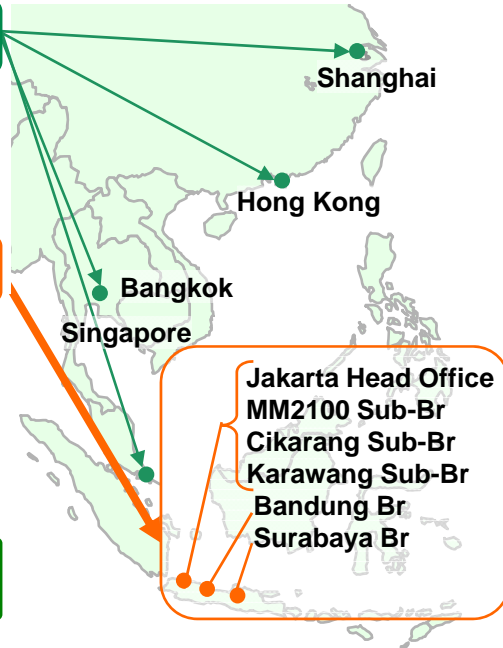 Shanghai
Hong Kong
Bangkok
Singapore
Jakarta Head Office
MM2100 Sub-Br
Cikarang Sub-Br
Karawang Sub-Br
Bandung Br
Surabaya Br